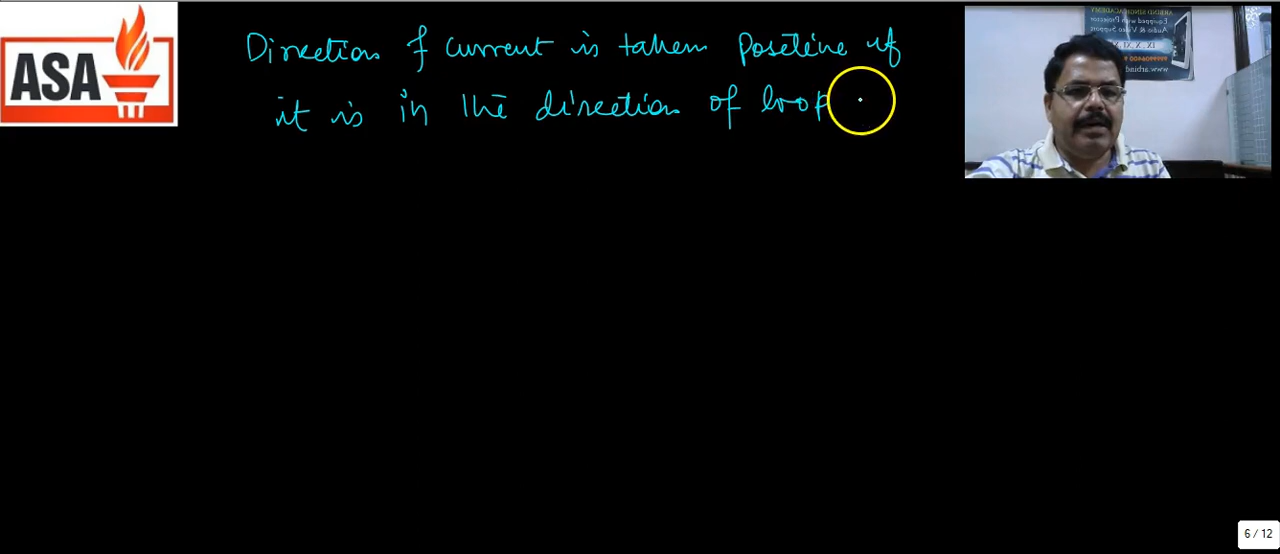 ASA
Direction of current is taken Positive if
it is in the direction of loop
6 / 12